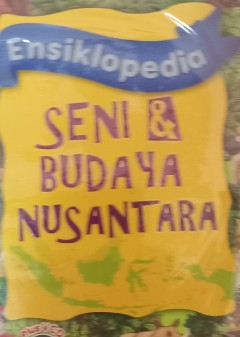 Ensiklopedia
SENI &
BUDAYA
NUSANTARA